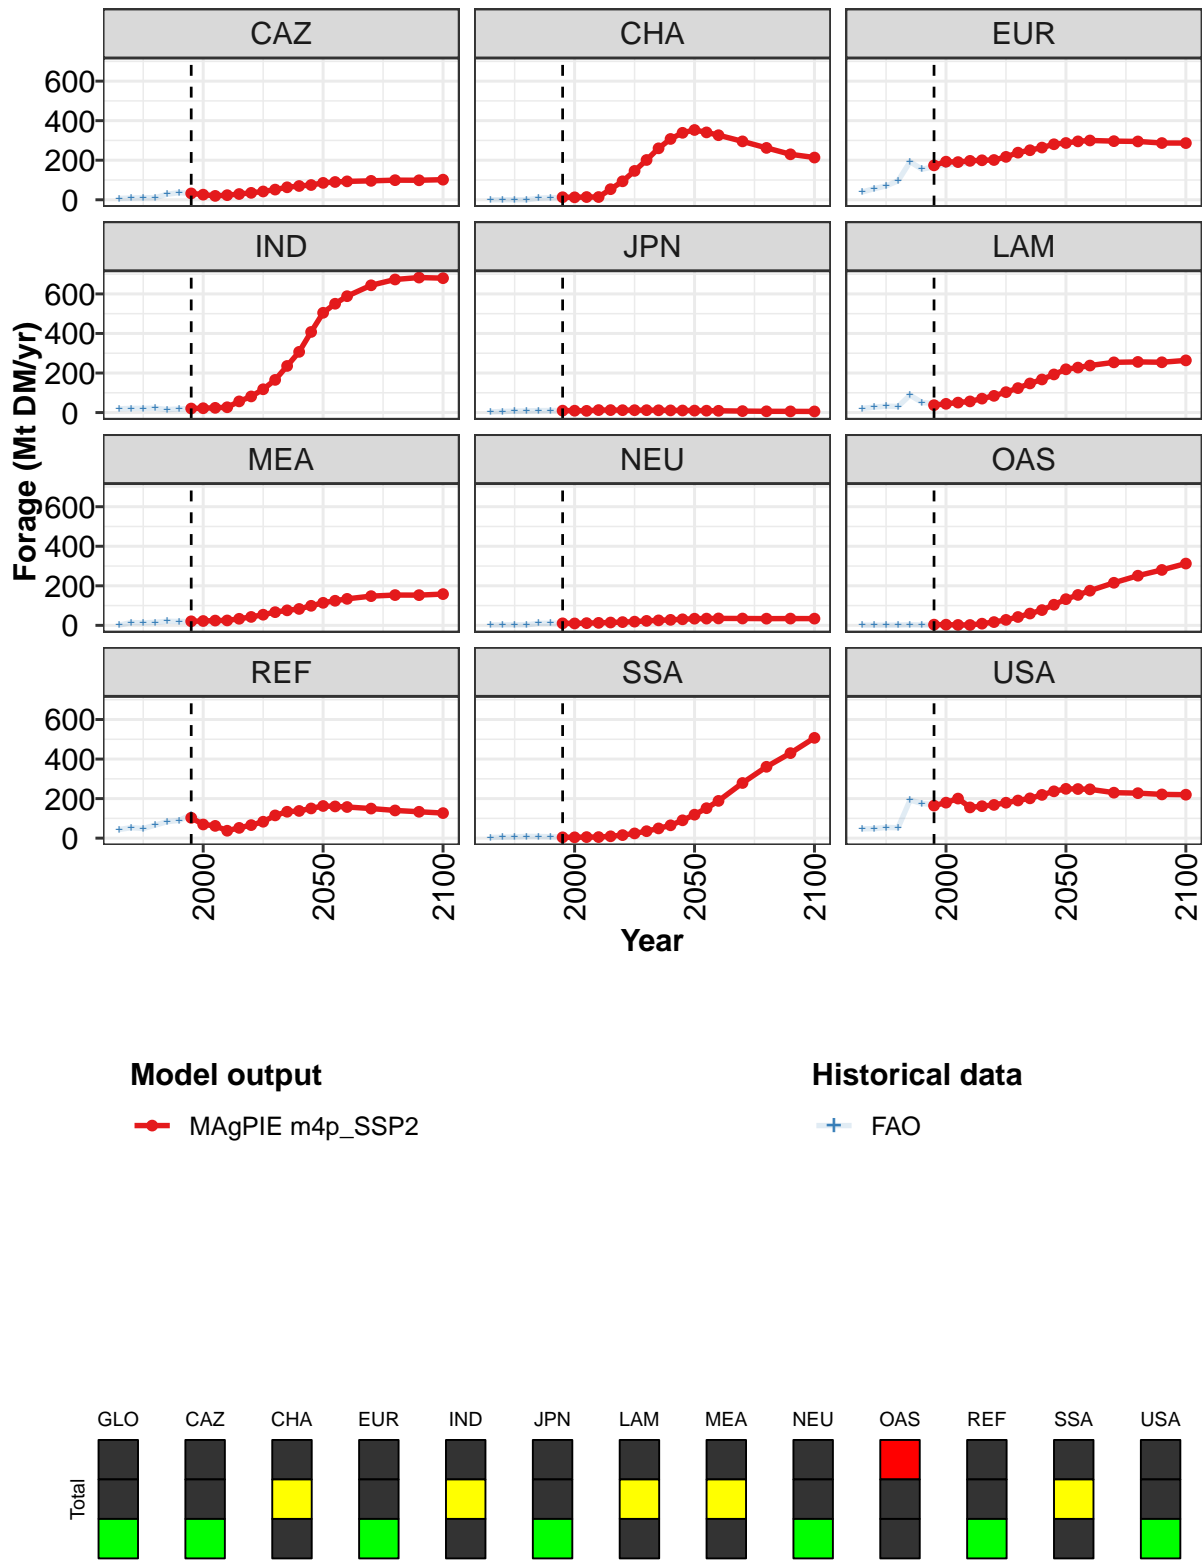 CAZ
CHA
EUR
600
400
200
0
IND
JPN
LAM
600
400
200
0
MEA
NEU
OAS
600
400
200
0
REF
SSA
USA
600
400
200
0
Forage (Mt DM/yr)
2000 2050 2100
2000 2050 2100
2000 2050 2100
Year
Model output
MAgPIE m4p_SSP2
Historical data
FAO
GLO CAZ CHA EUR IND JPN LAM MEA NEU OAS REF SSA USA
Total